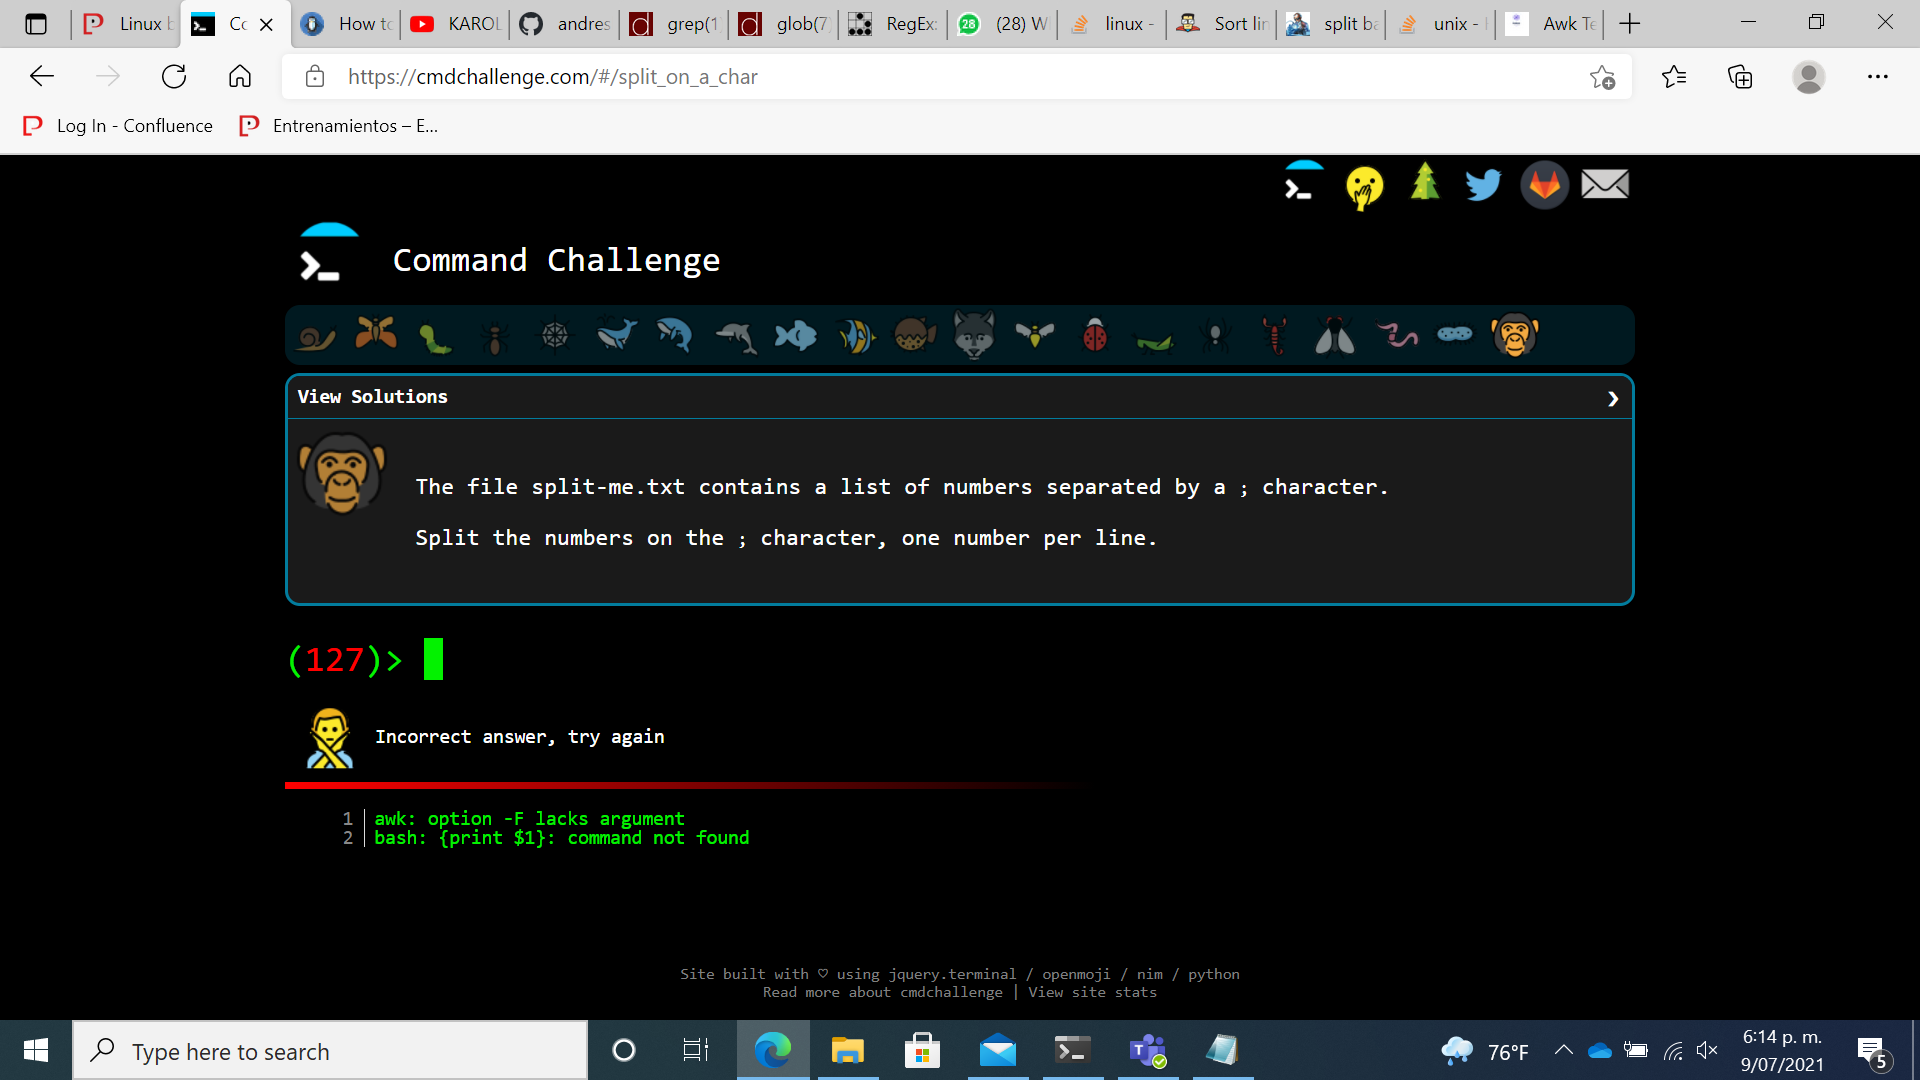 Linux b
Cc
How to
KAROL
andres
grep(1
glob(7)
RegEx:
(28) W
linux -
Sort lin
split ba
unix -
Awk Te
https://cmdchallenge.com/#/split_on_a_char
Log In - Confluence
Entrenamientos – E...
Command Challenge
View Solutions
The file split-me.txt contains a list of numbers separated by a ; character.
Split the numbers on the ; character, one number per line.
(127)>
Incorrect answer, try again
1 awk: option -F lacks argument
2 bash: {print $1}: command not found
Site built with ♡ using jquery.terminal / openmoji / nim / python
Read more about cmdchallenge | View site stats
Type here to search
76°F
6:14 p. m.
9/07/2021
5